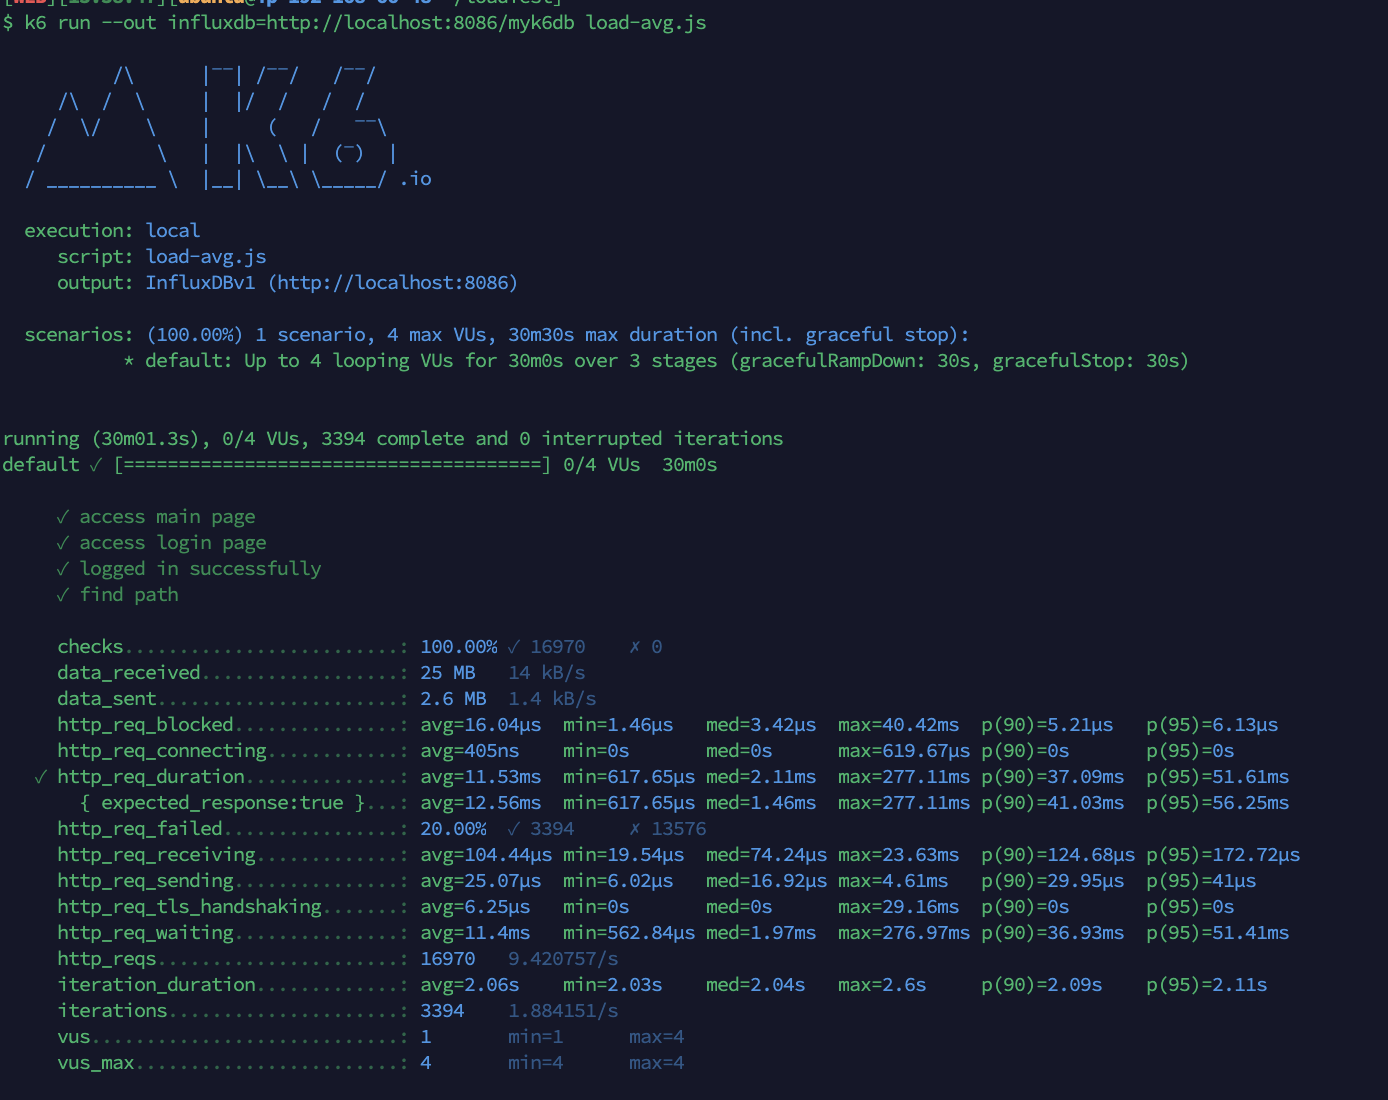 $ k6 run --out influxdb=http://localhost:8086/myk6db load-avg.js
          /\      |‾‾| /‾‾/   /‾‾/
     /\  /  \     |  |/  /   /  /
    /  \/    \    |     (   /   ‾‾\
   /          \   |  |\  \ |  (‾)  |
  / __________ \  |__| \__\ \_____/ .io
execution: local
script: load-avg.js
output: InfluxDBv1 (http://localhost:8086)
scenarios: (100.00%) 1 scenario, 4 max VUs, 30m30s max duration (incl. graceful stop):
* default: Up to 4 looping VUs for 30m0s over 3 stages (gracefulRampDown: 30s, gracefulStop: 30s)
running (30m01.3s), 0/4 VUs, 3394 complete and 0 interrupted iterations
default ✓ [======================================] 0/4 VUs  30m0s
✓ access main page
✓ access login page
✓ logged in successfully
✓ find path
checks.........................: 100.00% ✓ 16970    ✗ 0
data_received..................: 25 MB   14 kB/s
data_sent......................: 2.6 MB  1.4 kB/s
http_req_blocked...............: avg=16.04µs  min=1.46µs   med=3.42µs  max=40.42ms  p(90)=5.21µs   p(95)=6.13µs
http_req_connecting............: avg=405ns    min=0s       med=0s      max=619.67µs p(90)=0s       p(95)=0s
✓ http_req_duration..............: avg=11.53ms  min=617.65µs med=2.11ms  max=277.11ms p(90)=37.09ms  p(95)=51.61ms
{ expected_response:true }...: avg=12.56ms  min=617.65µs med=1.46ms  max=277.11ms p(90)=41.03ms  p(95)=56.25ms
http_req_failed................: 20.00%  ✓ 3394     ✗ 13576
http_req_receiving.............: avg=104.44µs min=19.54µs  med=74.24µs max=23.63ms  p(90)=124.68µs p(95)=172.72µs
http_req_sending...............: avg=25.07µs  min=6.02µs   med=16.92µs max=4.61ms   p(90)=29.95µs  p(95)=41µs
http_req_tls_handshaking.......: avg=6.25µs   min=0s       med=0s      max=29.16ms  p(90)=0s       p(95)=0s
http_req_waiting...............: avg=11.4ms   min=562.84µs med=1.97ms  max=276.97ms p(90)=36.93ms  p(95)=51.41ms
http_reqs......................: 16970   9.420757/s
iteration_duration.............: avg=2.06s    min=2.03s    med=2.04s   max=2.6s     p(90)=2.09s    p(95)=2.11s
iterations.....................: 3394    1.884151/s
vus............................: 1       min=1      max=4
vus_max........................: 4       min=4      max=4